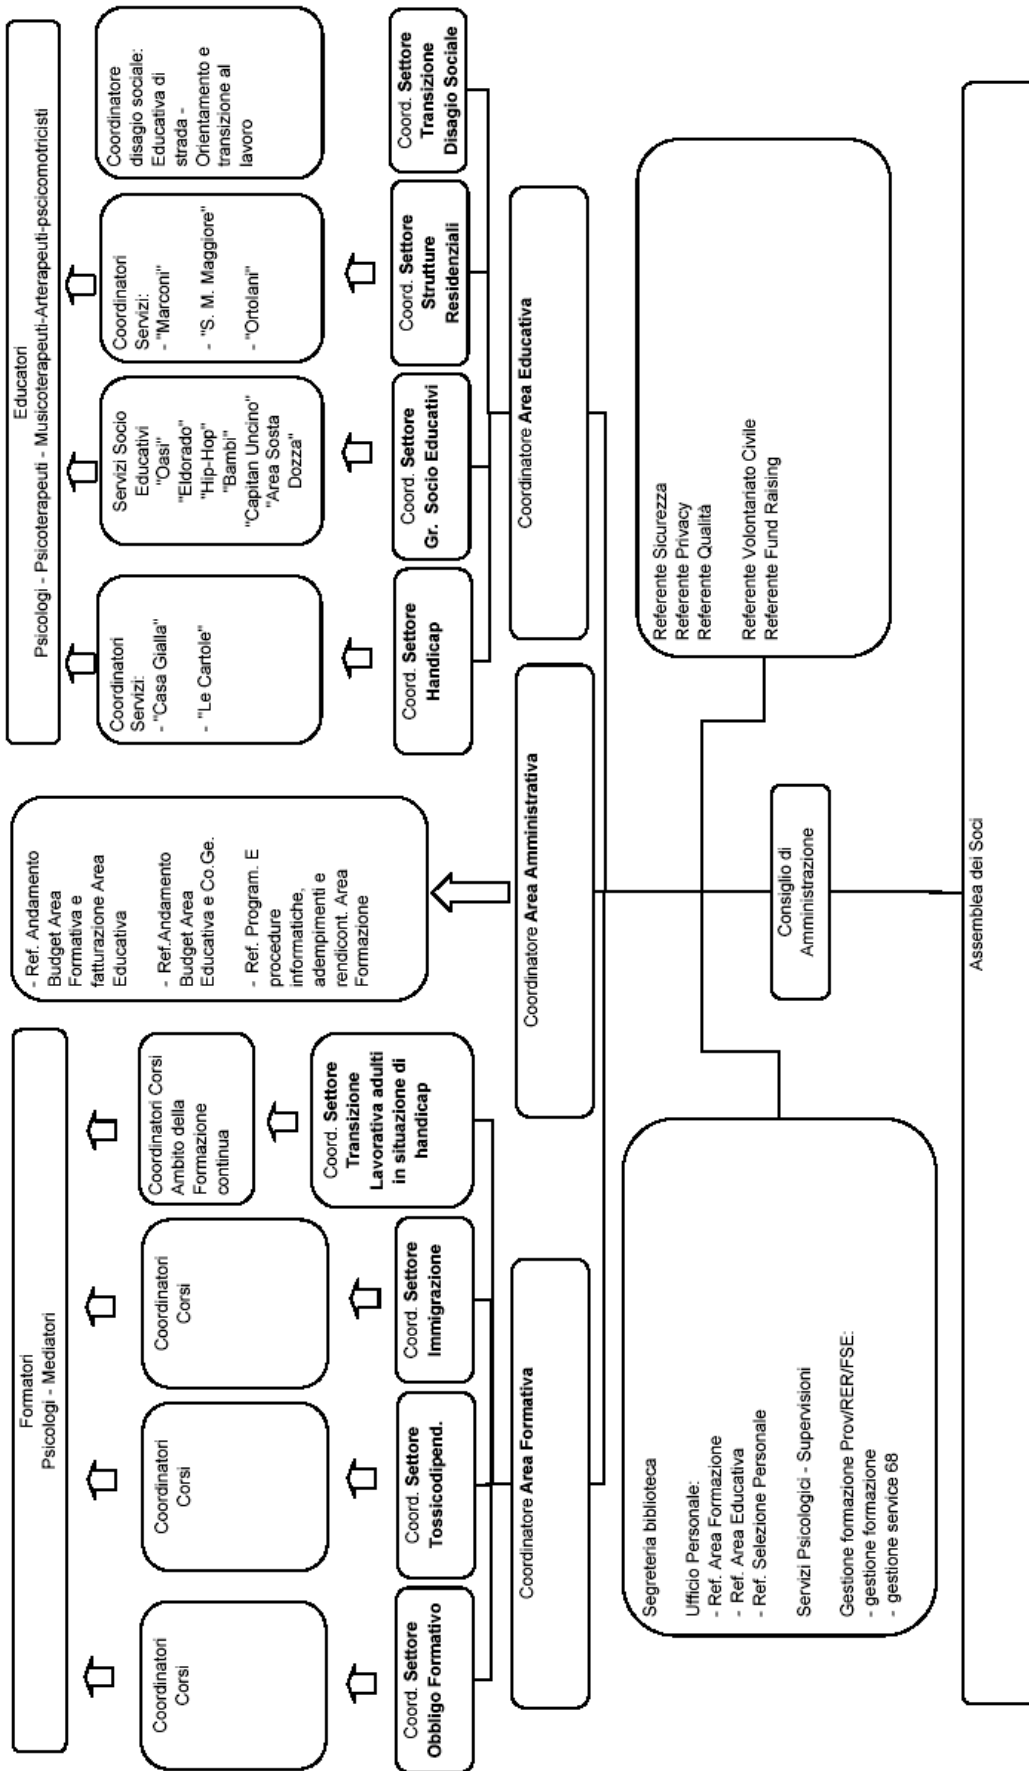 Formatori
Psicologi - Mediatori
Educatori
Psicologi - Psicoterapeuti - Musicoterapeuti-Arterapeuti-pscicomotricisti
Coordinatori
Corsi
Coordinatori
Corsi
Coordinatori
Corsi
Coordinatori Corsi
Ambito della
Formazione
continua
- Ref. Andamento
Budget Area
Formativa e
fatturazione Area
Educativa
- Ref.Andamento
Budget Area
Educativa e Co.Ge.
- Ref. Program. E
procedure
informatiche,
adempimenti e
rendicont. Area
Formazione
Coordinatori
Servizi:
- "Casa Gialla"
- "Le Cartole"
Servizi Socio
Educativi
"Oasi"
"Eldorado"
"Hip-Hop"
"Bambi"
"Capitan Uncino"
"Area Sosta
Dozza"
Coordinatori
Servizi:
- "Marconi"
- "S. M. Maggiore"
- "Ortolani"
Coordinatore
disagio sociale:
Educativa di
strada -
Orientamento e
transizione al
lavoro
Coord. Settore
Obbligo Formativo
Coord. Settore
Tossicodipend.
Coord. Settore
Immigrazione
Coord. Settore
Transizione
Lavorativa adulti
in situazione di
handicap
Coord. Settore
Handicap
Coord. Settore
Gr. Socio Educativi
Coord. Settore
Strutture
Residenziali
Coord. Settore
Transizione
Disagio Sociale
Coordinatore Area Formativa
Coordinatore Area Amministrativa
Coordinatore Area Educativa
Segreteria biblioteca
Ufficio Personale:
- Ref. Area Formazione
- Ref. Area Educativa
- Ref. Selezione Personale
Servizi Psicologici - Supervisioni
Gestione formazione Prov/RER/FSE:
- gestione formazione
- gestione service 68
Referente Sicurezza
Referente Privacy
Referente Qualità
Referente Volontariato Civile
Referente Fund Raising
Consiglio di
Amministrazione
Assemblea dei Soci